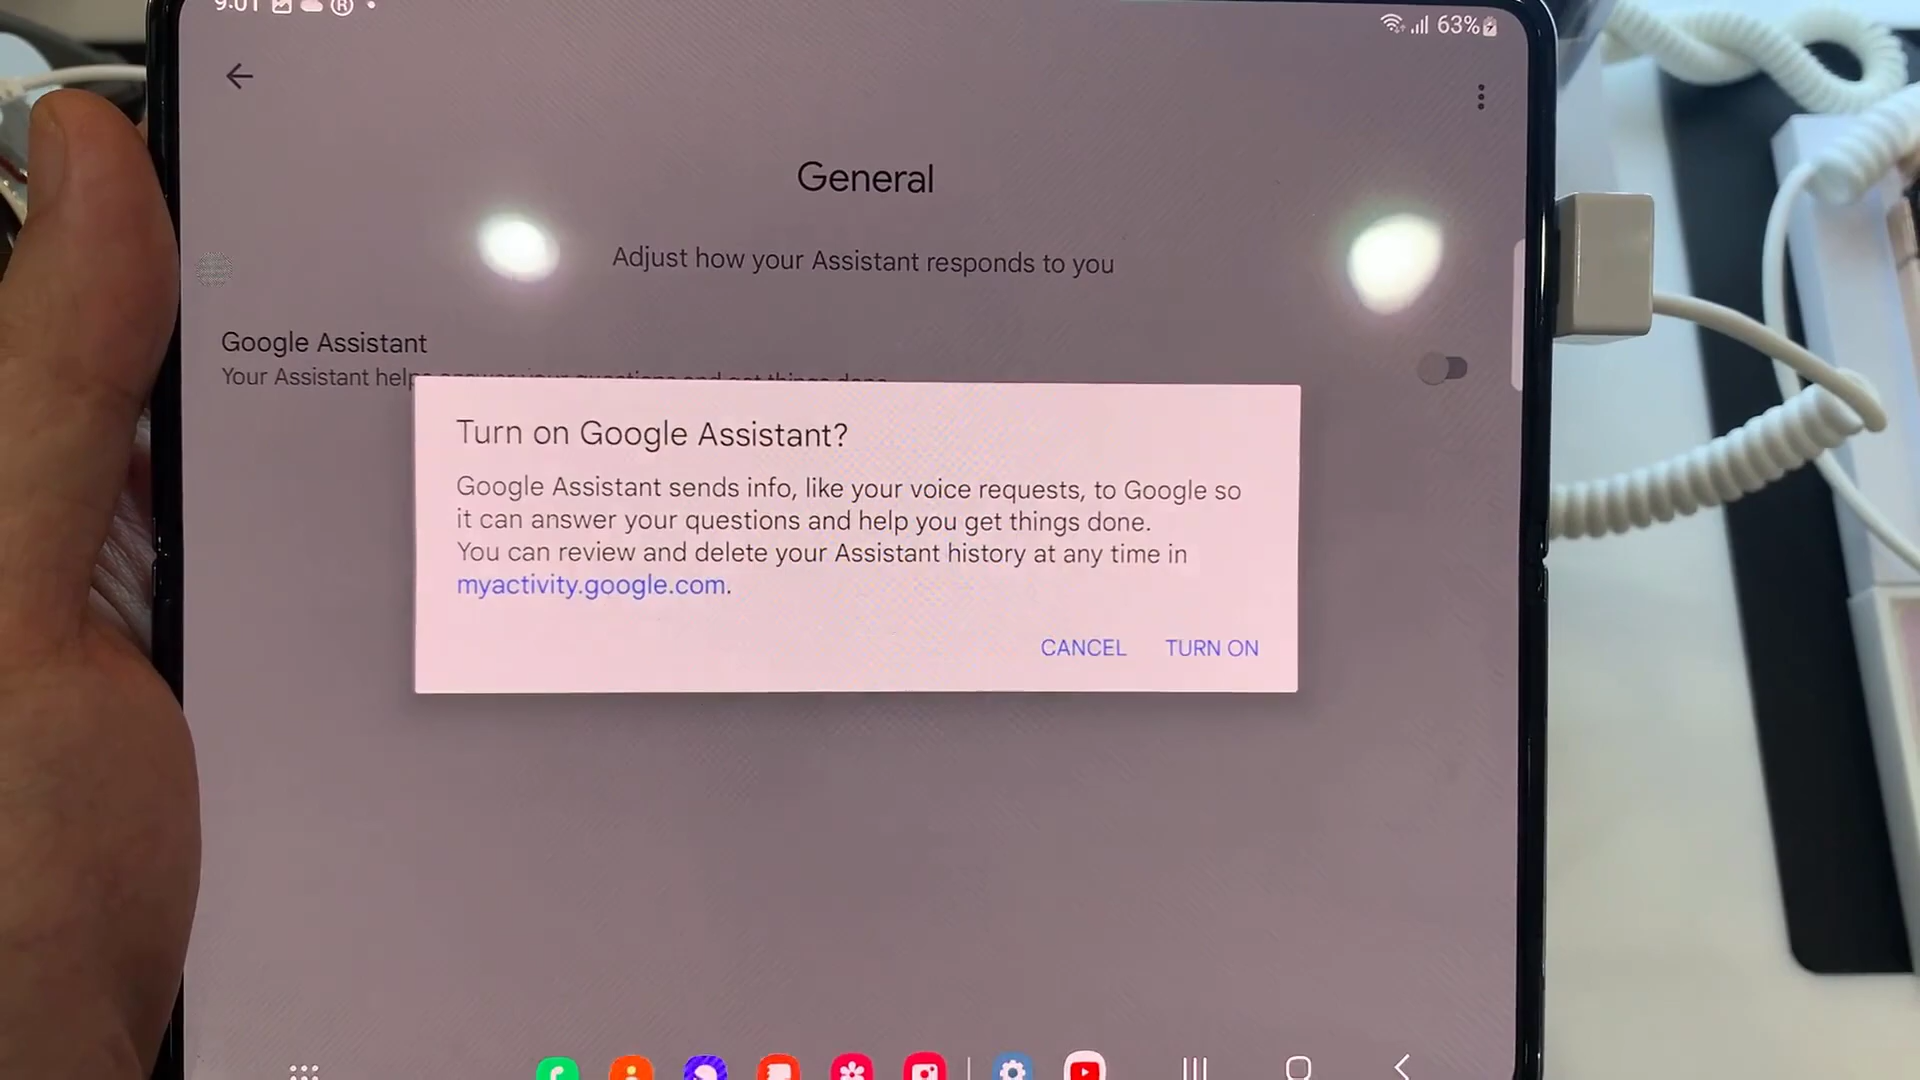 9:01
63%
General
Adjust how your Assistant responds to you
Google Assistant
Your Assistant helps answer your questions and get things done
Turn on Google Assistant?
Google Assistant sends info, like your voice requests, to Google so
it can answer your questions and help you get things done.
You can review and delete your Assistant history at any time in
myactivity.google.com.
CANCEL TURN ON